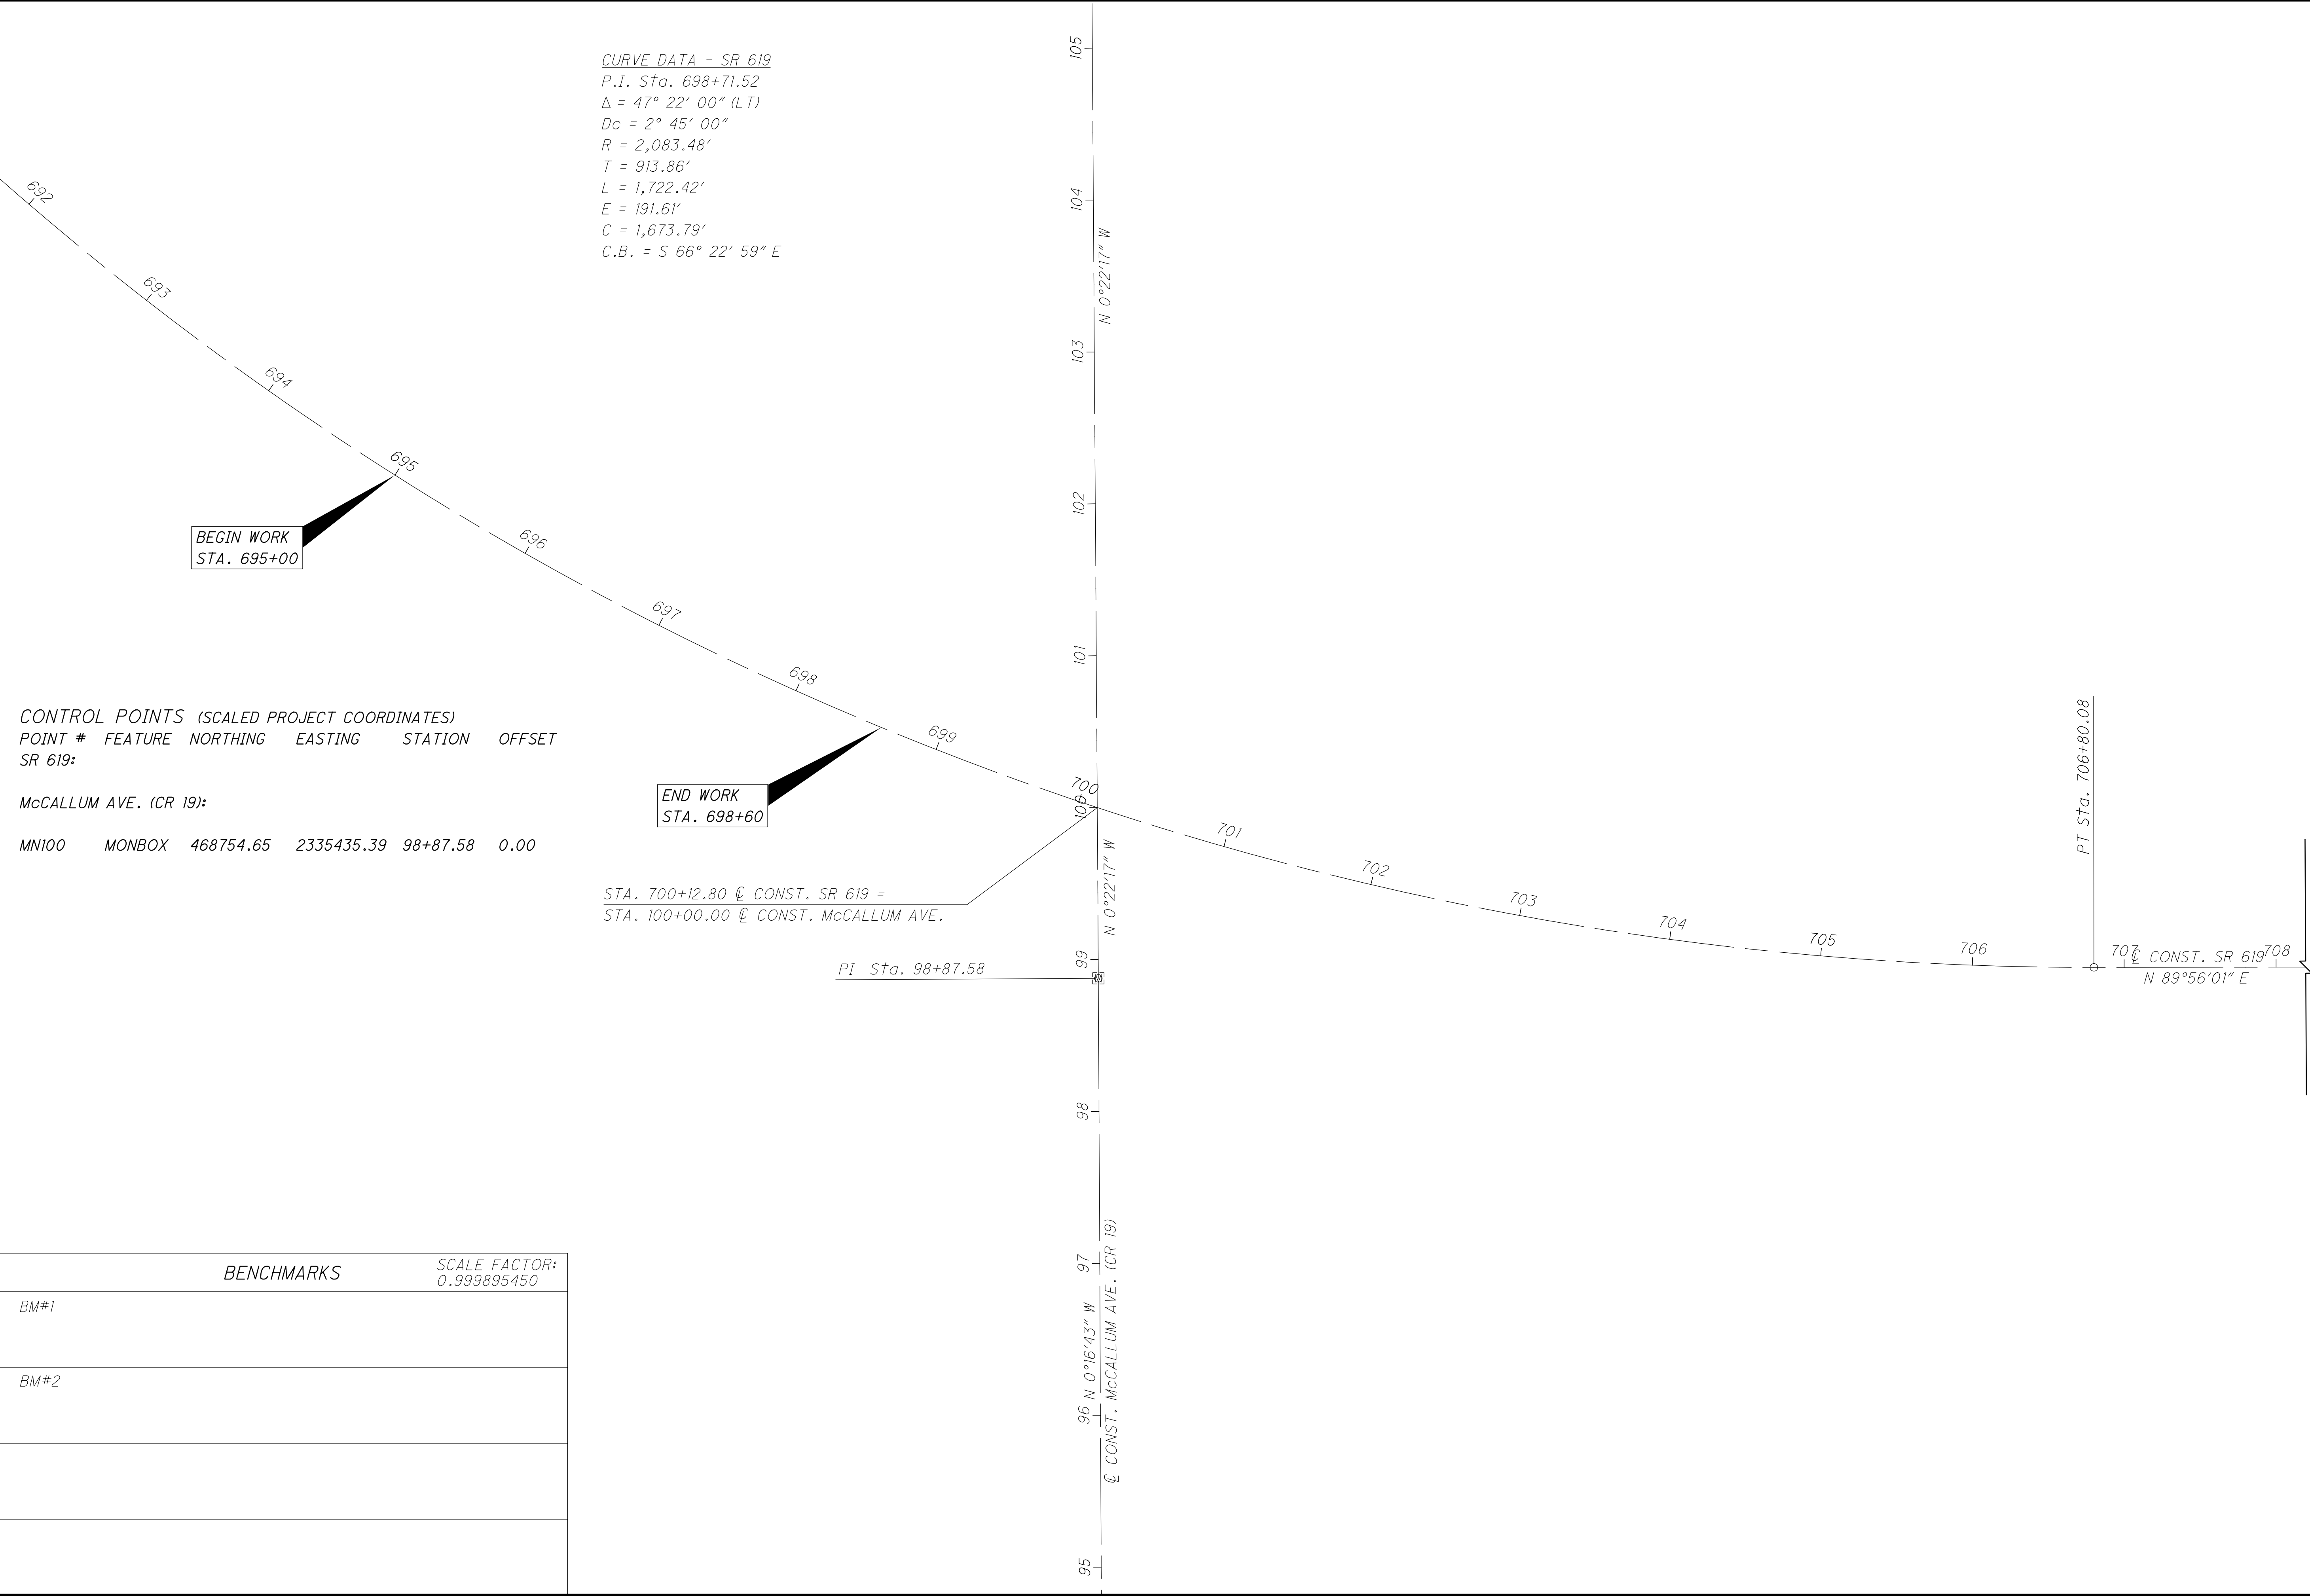 CURVE DATA - SR 619
P.I. Sta. 698+71.52
Δ = 47° 22' 00" (LT)
Dc = 2° 45' 00"
R = 2,083.48'
T = 913.86'
L = 1,722.42'
E = 191.61'
C = 1,673.79'
C.B. = S 66° 22' 59" E
105
104
N 0°22'17" W
103
102
101
100
N 0°22'17" W
99
98
97
N 0°16'43" W
96
95
℄ CONST. McCALLUM AVE. (CR 19)
692
693
694
695
696
697
698
699
700
701
702
703
704
705
706
707
708
BEGIN WORK
STA. 695+00
END WORK
STA. 698+60
STA. 700+12.80 ℄ CONST. SR 619 =
STA. 100+00.00 ℄ CONST. McCALLUM AVE.
PI Sta. 98+87.58
PT Sta. 706+80.08
℄ CONST. SR 619
N 89°56'01" E
CONTROL POINTS (SCALED PROJECT COORDINATES)
POINT # FEATURE NORTHING EASTING STATION OFFSET
SR 619:
McCALLUM AVE. (CR 19):
MN100 MONBOX 468754.65 2335435.39 98+87.58 0.00
BENCHMARKS
SCALE FACTOR:
0.999895450
BM#1
BM#2